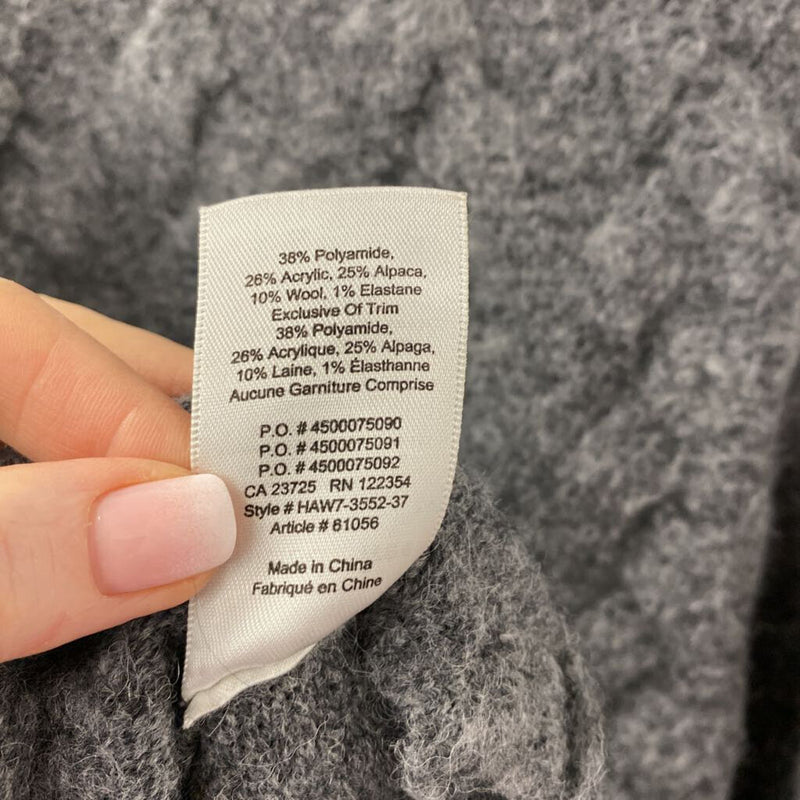 38% Polyamide,
26% Acrylic, 25% Alpaca,
10% Wool, 1% Elastane
Exclusive Of Trim
38% Polyamide,
26% Acrylique, 25% Alpaga,
10% Laine, 1% Élasthanne
Aucune Garniture Comprise
P.O. # 4500075090
P.O. # 4500075091
P.O. # 4500075092
CA 23725 RN 122354
Style # HAW7-3552-37
Article # 61056
Made in China
Fabriqué en Chine